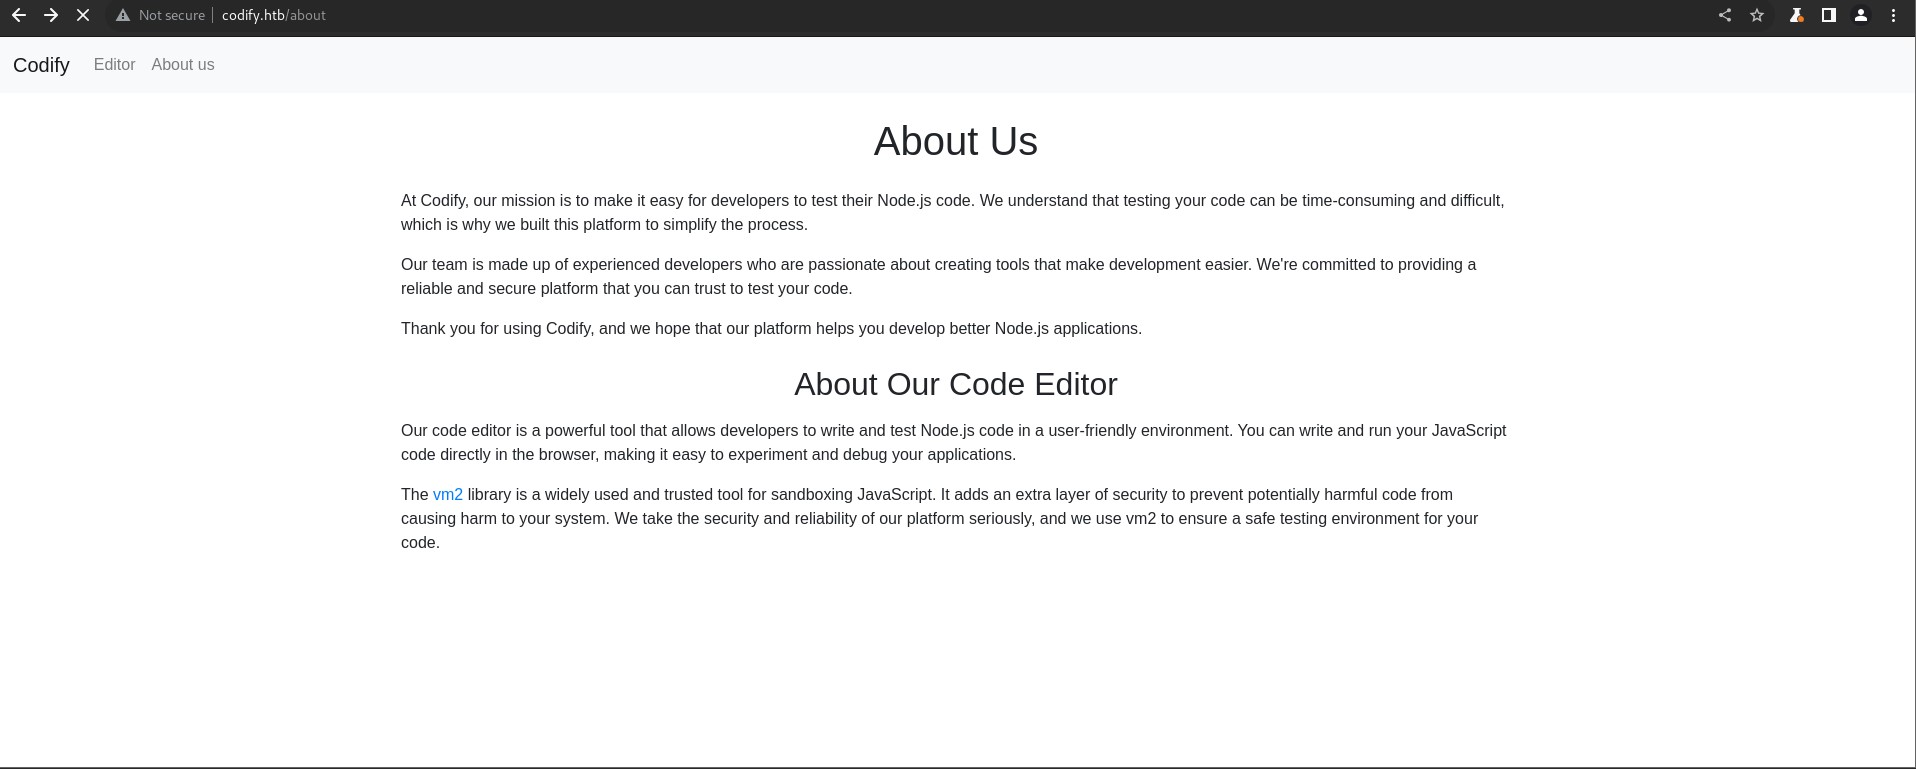 Not secure codify.htb/about
Codify Editor About us
About Us
At Codify, our mission is to make it easy for developers to test their Node.js code. We understand that testing your code can be time-consuming and difficult,
which is why we built this platform to simplify the process.
Our team is made up of experienced developers who are passionate about creating tools that make development easier. We're committed to providing a
reliable and secure platform that you can trust to test your code.
Thank you for using Codify, and we hope that our platform helps you develop better Node.js applications.
About Our Code Editor
Our code editor is a powerful tool that allows developers to write and test Node.js code in a user-friendly environment. You can write and run your JavaScript
code directly in the browser, making it easy to experiment and debug your applications.
The vm2 library is a widely used and trusted tool for sandboxing JavaScript. It adds an extra layer of security to prevent potentially harmful code from
causing harm to your system. We take the security and reliability of our platform seriously, and we use vm2 to ensure a safe testing environment for your
code.